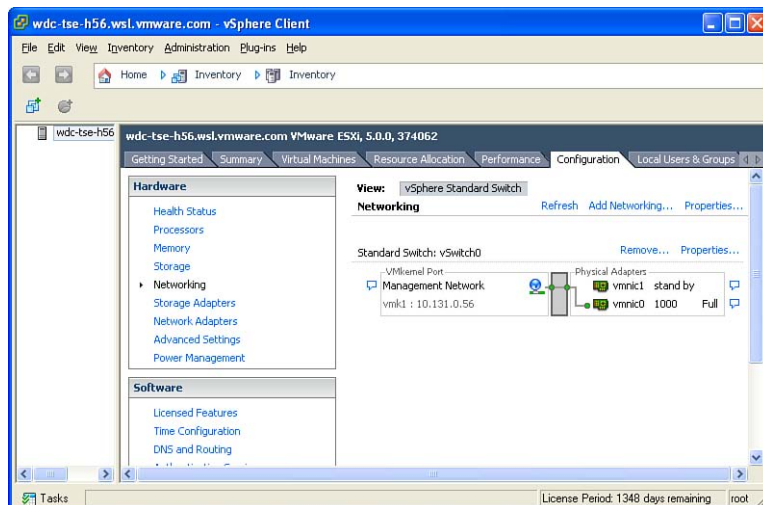 wdc-tse-h56.wsl.vmware.com - vSphere Client
File Edit View Inventory Administration Plug-ins Help
Home Inventory Inventory
wdc-tse-h56
wdc-tse-h56.wsl.vmware.com VMware ESXi, 5.0.0, 374062
Getting Started Summary Virtual Machines Resource Allocation Performance Configuration Local Users & Groups
Hardware
Health Status
Processors
Memory
Storage
Networking
Storage Adapters
Network Adapters
Advanced Settings
Power Management
Software
Licensed Features
Time Configuration
DNS and Routing
View: vSphere Standard Switch
Networking Refresh Add Networking... Properties...
Standard Switch: vSwitch0 Remove... Properties...
VMkernel Port Physical Adapters
Management Network vmnic1 stand by
vmk1 : 10.131.0.56 vmnic0 1000 Full
Tasks License Period: 1348 days remaining root